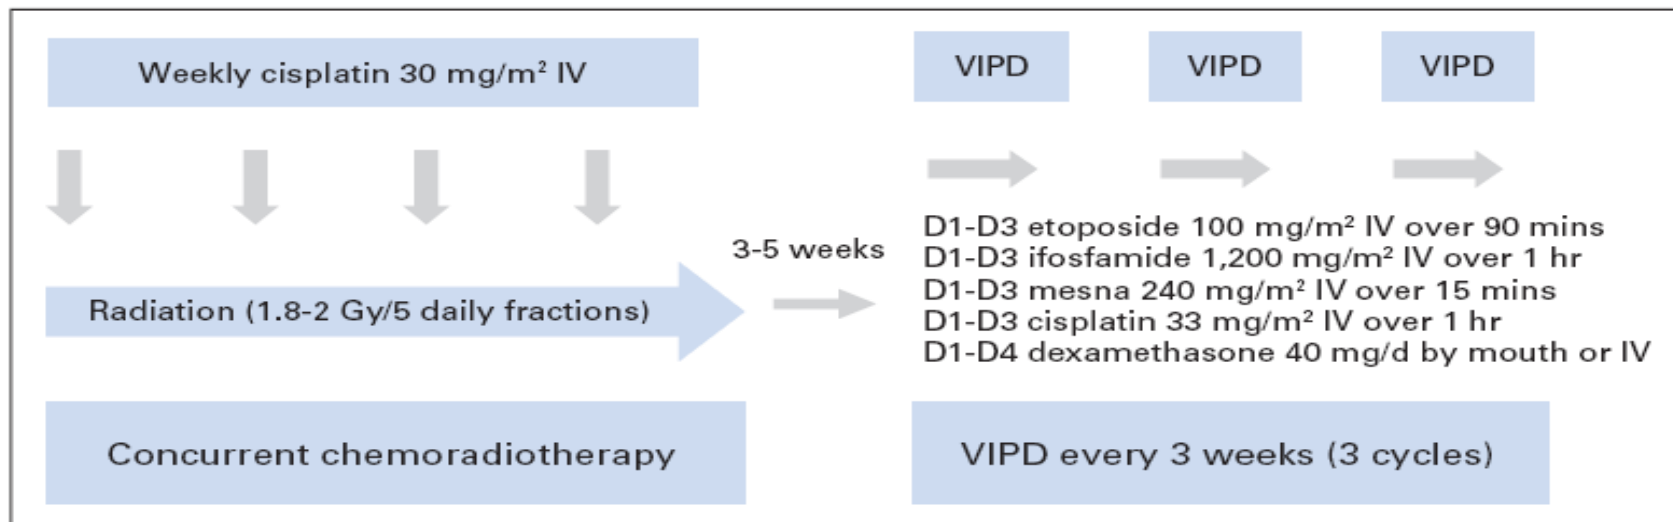 Weekly cisplatin 30 mg/m² IV
VIPD
VIPD
VIPD
3-5 weeks
Radiation (1.8-2 Gy/5 daily fractions)
D1-D3 etoposide 100 mg/m² IV over 90 mins
D1-D3 ifosfamide 1,200 mg/m² IV over 1 hr
D1-D3 mesna 240 mg/m² IV over 15 mins
D1-D3 cisplatin 33 mg/m² IV over 1 hr
D1-D4 dexamethasone 40 mg/d by mouth or IV
Concurrent chemoradiotherapy
VIPD every 3 weeks (3 cycles)